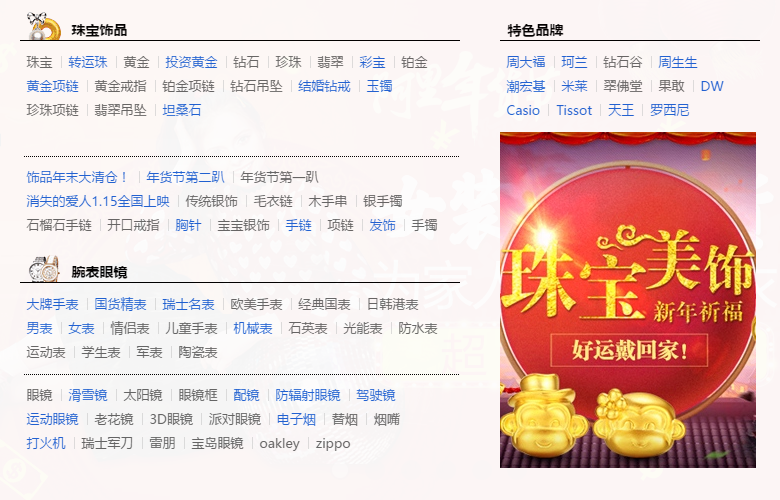 珠宝饰品
珠宝 转运珠 黄金 投资黄金 钻石 珍珠 翡翠 彩宝 铂金
黄金项链 黄金戒指 铂金项链 钻石吊坠 结婚钻戒 玉镯
珍珠项链 翡翠吊坠 坦桑石
饰品年末大清仓！ 年货节第二趴 年货节第一趴
消失的爱人1.15全国上映 传统银饰 毛衣链 木手串 银手镯
石榴石手链 开口戒指 胸针 宝宝银饰 手链 项链 发饰 手镯
腕表眼镜
大牌手表 国货精表 瑞士名表 欧美手表 经典国表 日韩港表
男表 女表 情侣表 儿童手表 机械表 石英表 光能表 防水表
运动表 学生表 军表 陶瓷表
眼镜 滑雪镜 太阳镜 眼镜框 配镜 防辐射眼镜 驾驶镜
运动眼镜 老花镜 3D眼镜 派对眼镜 电子烟 替烟 烟嘴
打火机 瑞士军刀 雷朋 宝岛眼镜 oakley zippo
特色品牌
周大福 珂兰 钻石谷 周生生
潮宏基 米莱 翠佛堂 果敢 DW
Casio Tissot 天王 罗西尼
珠宝美饰
新年祈福
好运戴回家！